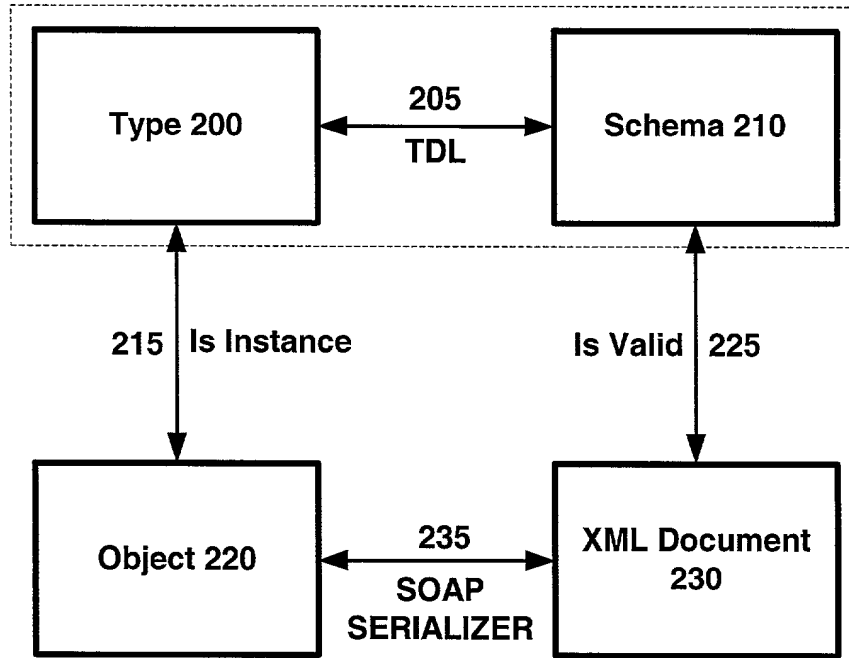 Type 200
205
TDL
Schema 210
215
Is Instance
Is Valid
225
Object 220
235
SOAP
SERIALIZER
XML Document
230